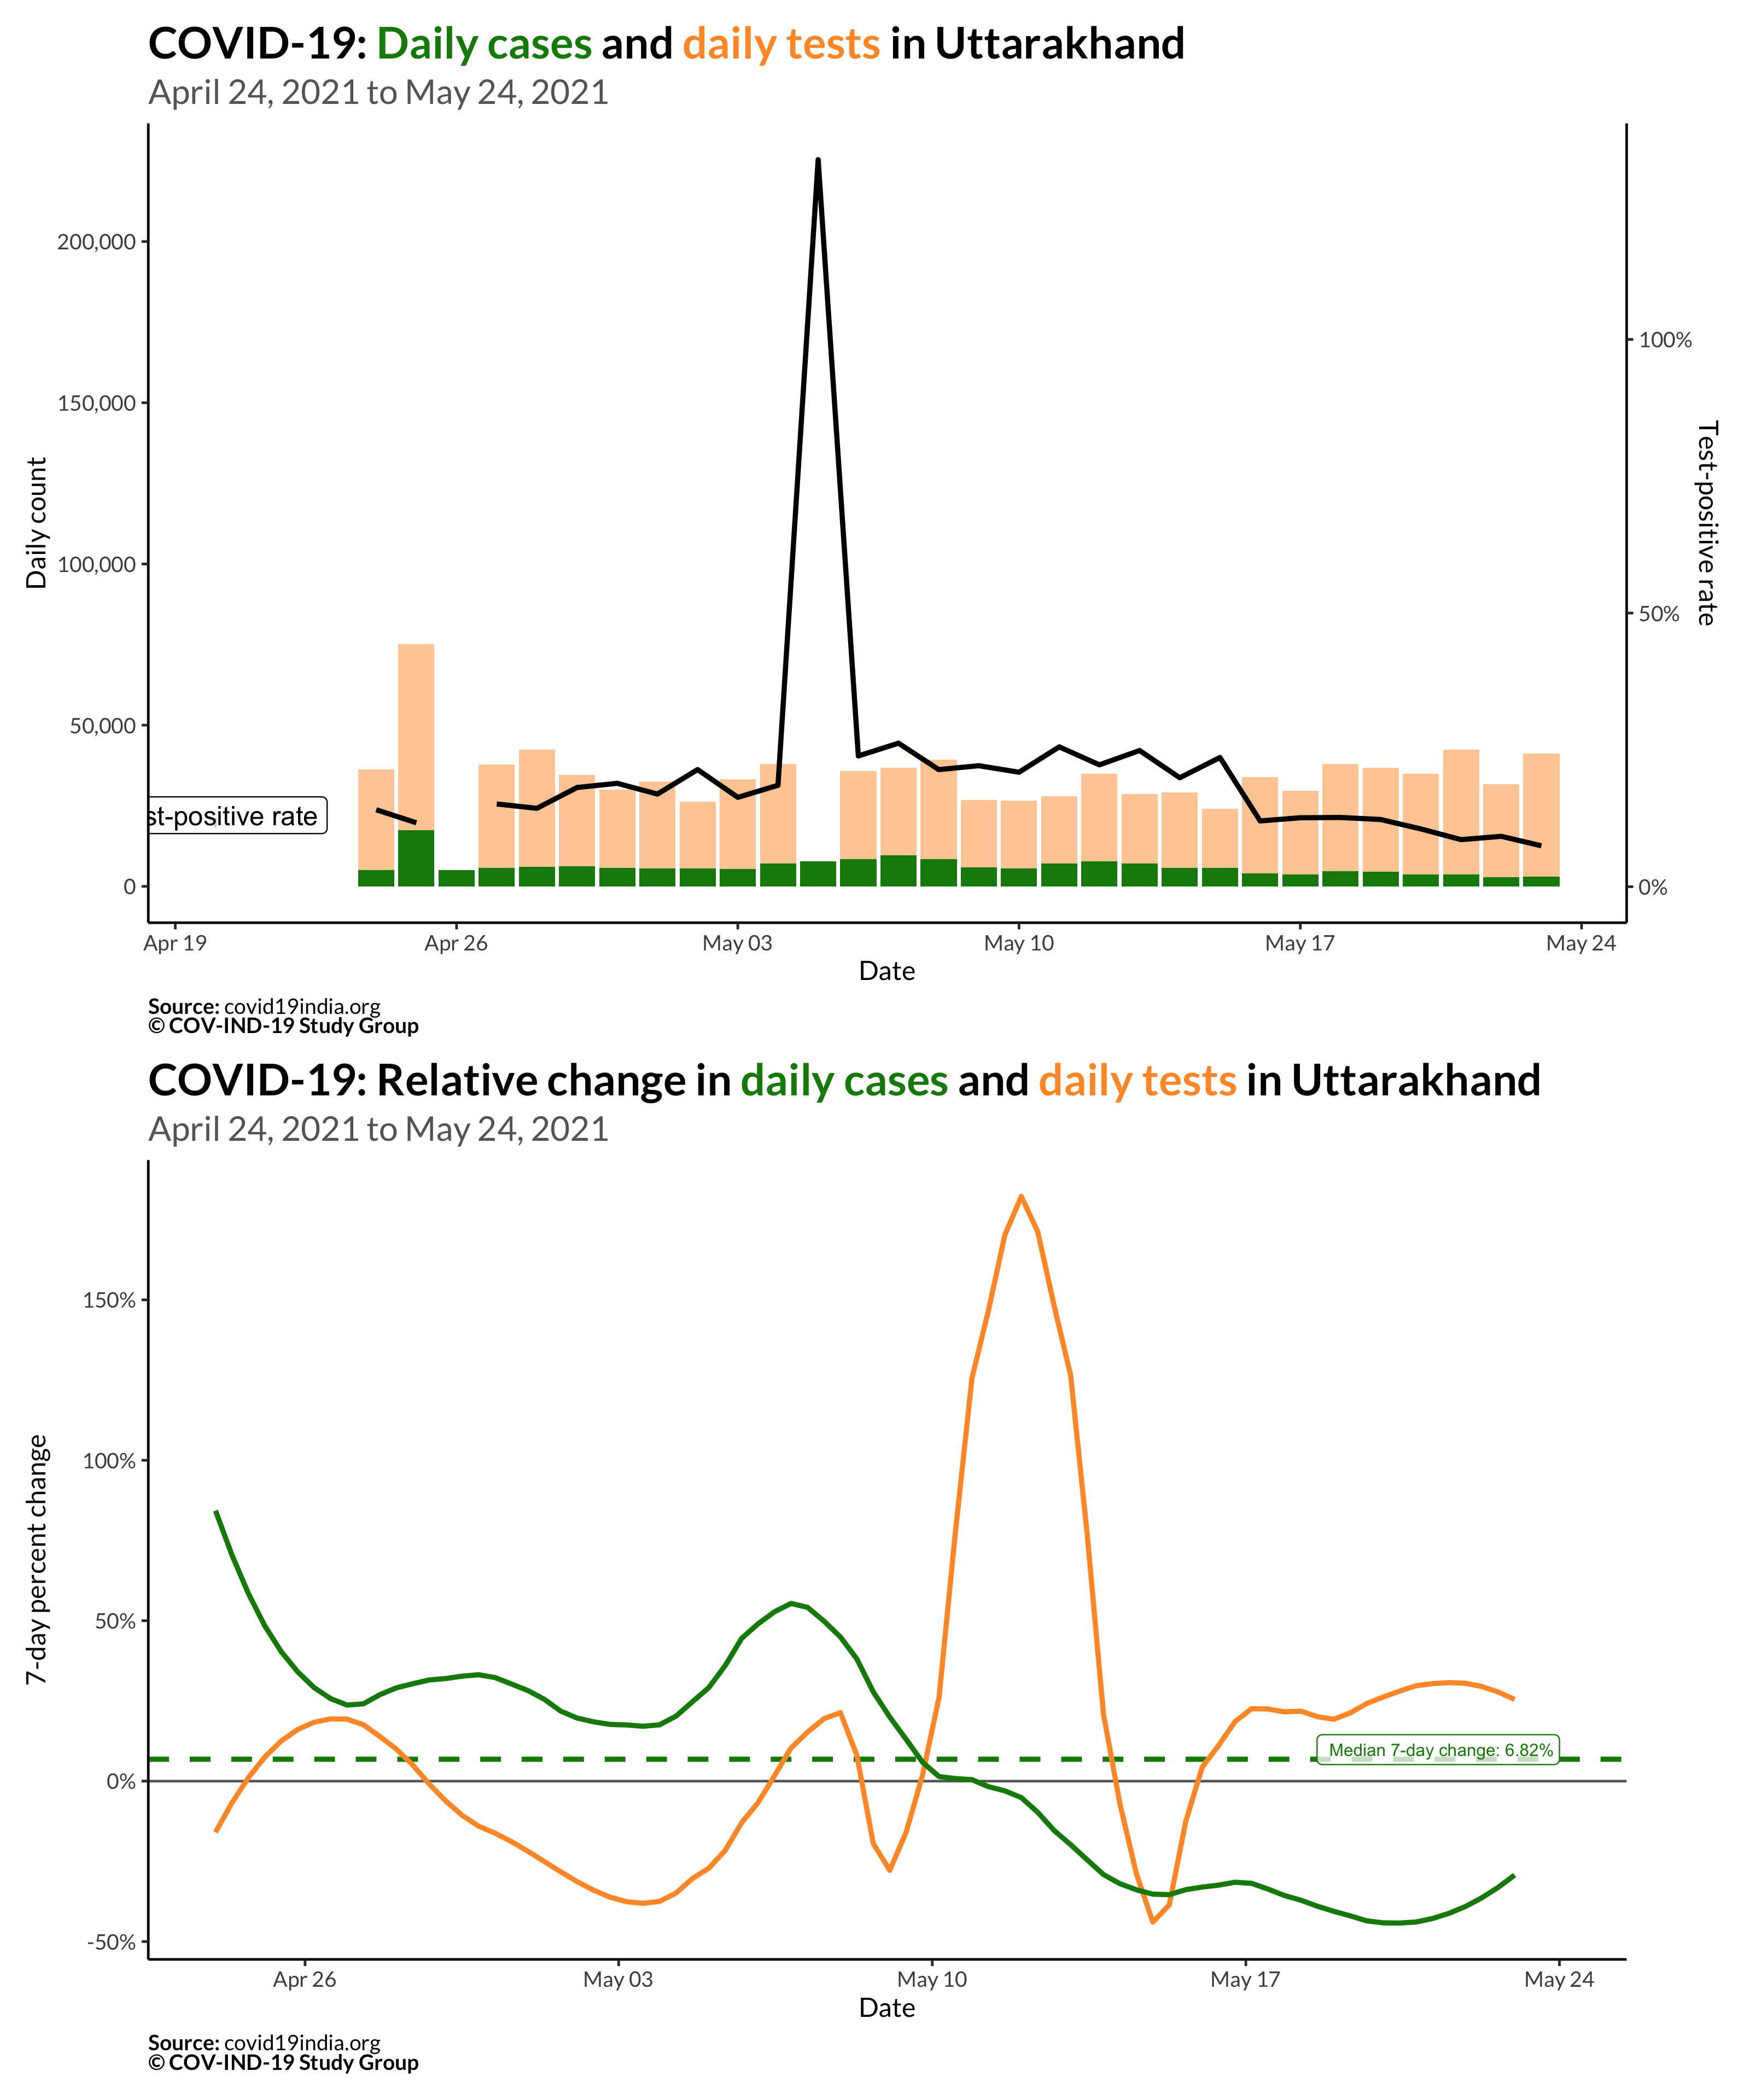 COVID-19: Daily cases and daily tests in Uttarakhand
April 24, 2021 to May 24, 2021
200,000
150,000
100,000
50,000
0
Daily count
100%
50%
0%
Test-positive rate
st-positive rate
Apr 19 Apr 26 May 03 May 10 May 17 May 24
Date
Source: covid19india.org
© COV-IND-19 Study Group
COVID-19: Relative change in daily cases and daily tests in Uttarakhand
April 24, 2021 to May 24, 2021
150%
100%
50%
0%
-50%
7-day percent change
Median 7-day change: 6.82%
Apr 26 May 03 May 10 May 17 May 24
Date
Source: covid19india.org
© COV-IND-19 Study Group